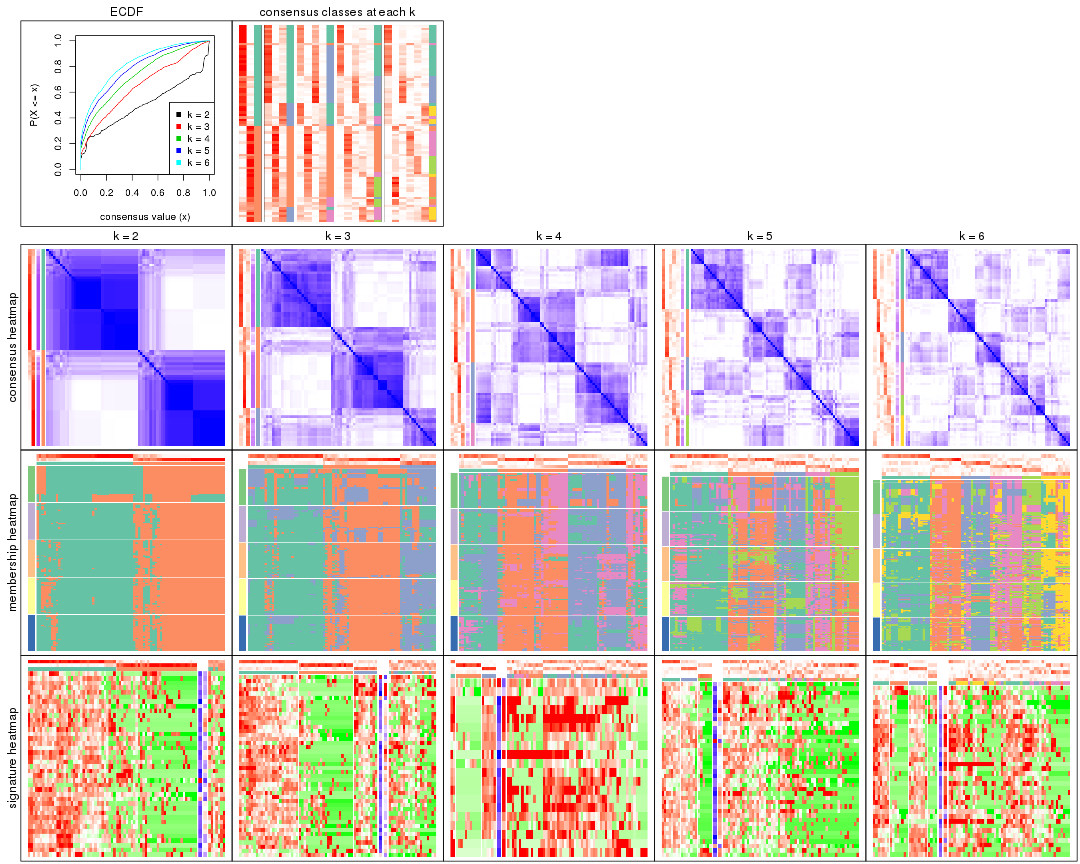 ECDF
consensus classes at each k
P(X <= x)
0.0 0.2 0.4 0.6 0.8 1.0
k = 2
k = 3
k = 4
k = 5
k = 6
0.0 0.2 0.4 0.6 0.8 1.0
consensus value (x)
k = 2 k = 3 k = 4 k = 5 k = 6
consensus heatmap
membership heatmap
signature heatmap